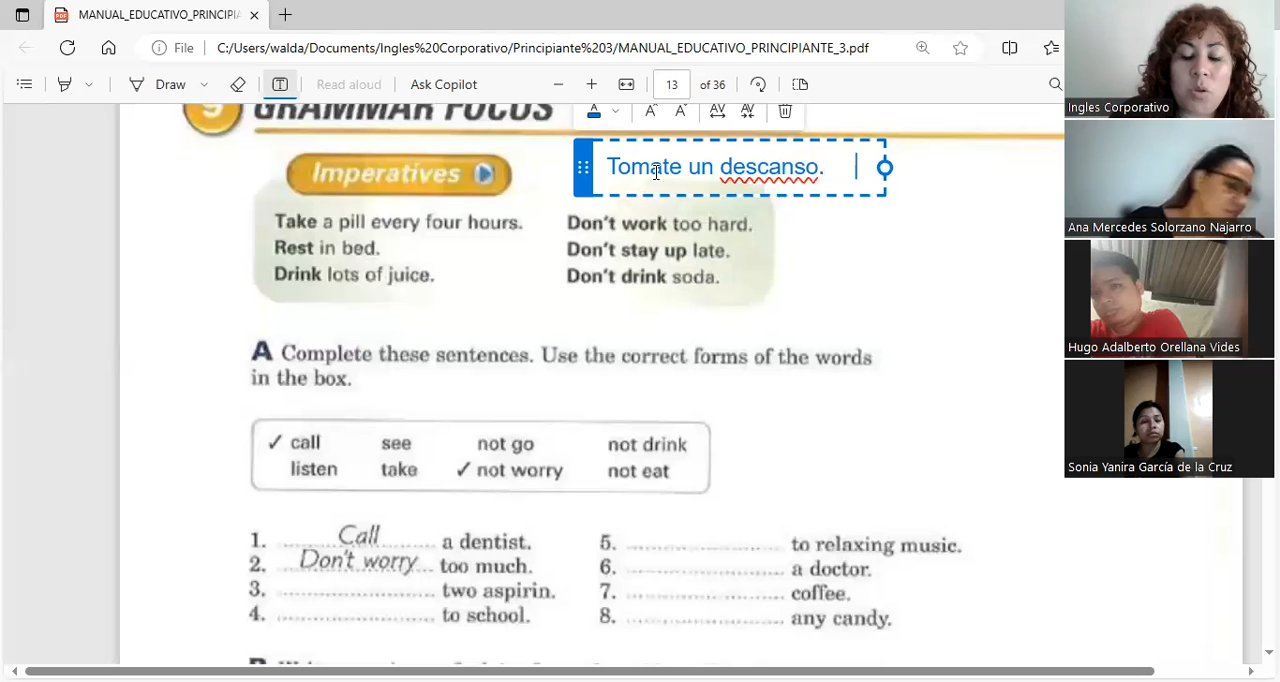 MANUAL_EDUCATIVO_PRINCIPIA
File C:/Users/walda/Documents/Ingles%20Corporativo/Principiante%203/MANUAL_EDUCATIVO_PRINCIPIANTE_3.pdf
Draw Read aloud Ask Copilot 13 of 36
9 GRAMMAR FOCUS
Imperatives
Tomate un descanso.
Take a pill every four hours. Don't work too hard.
Rest in bed. Don't stay up late.
Drink lots of juice. Don't drink soda.
A Complete these sentences. Use the correct forms of the words
in the box.
✓ call see not go not drink
listen take ✓ not worry not eat
1. Call a dentist. 5. to relaxing music.
2. Don't worry too much. 6. a doctor.
3. two aspirin. 7. coffee.
4. to school. 8. any candy.
Ingles Corporativo
Ana Mercedes Solorzano Najarro
Hugo Adalberto Orellana Vides
Sonia Yanira García de la Cruz